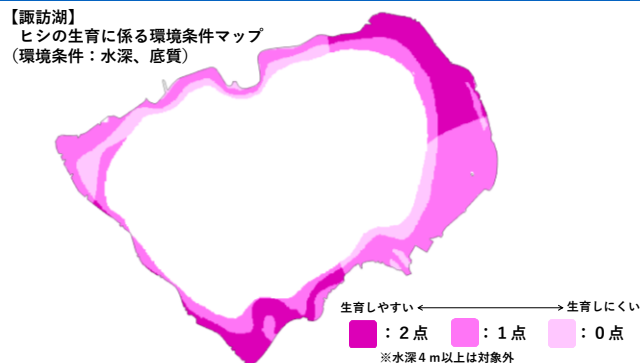 【諏訪湖】
ヒシの生育に係る環境条件マップ
（環境条件：水深、底質）
生育しやすい ←→ 生育しにくい
：２点 ：１点 ：０点
※水深４ｍ以上は対象外